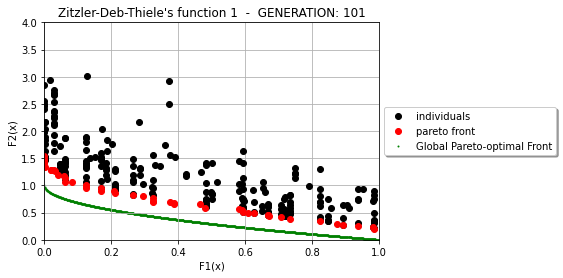 Zitzler-Deb-Thiele's function 1 - GENERATION: 101
4.0
3.5
3.0
2.5
2.0
1.5
1.0
0.5
0.0
F2(x)
0.0 0.2 0.4 0.6 0.8 1.0
F1(x)
individuals
pareto front
Global Pareto-optimal Front